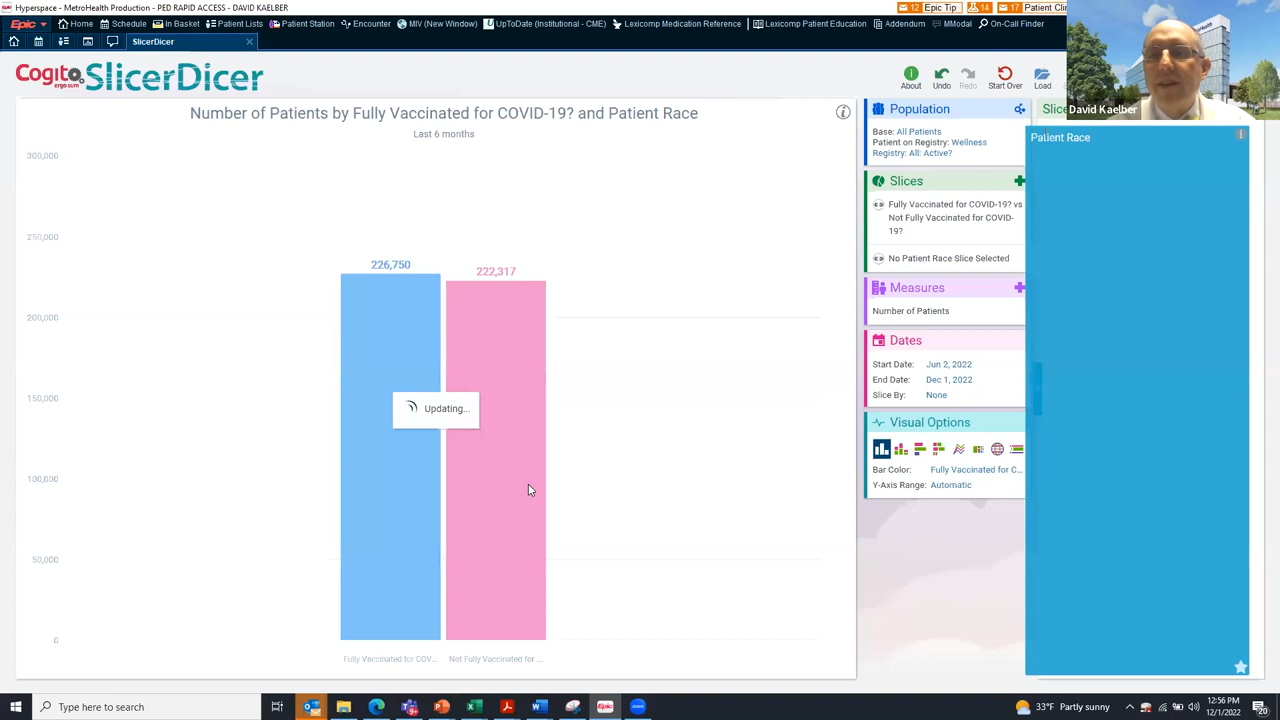 Hyperspace - MetroHealth Production - PED RAPID ACCESS - DAVID KAELBER
12 Epic Tip 14 17 Patient Cli
Epic Home Schedule In Basket Patient Lists Patient Station Encounter MIV (New Window) UpToDate (Institutional - CME) Lexicomp Medication Reference Lexicomp Patient Education Addendum MModal On-Call Finder
SlicerDicer
Cogito ergo sum SlicerDicer
About Undo Redo Start Over Load
David Kaelber
Number of Patients by Fully Vaccinated for COVID-19? and Patient Race
Last 6 months
300,000
250,000
200,000
150,000
100,000
50,000
0
226,750
222,317
Updating...
Fully Vaccinated for COV... Not Fully Vaccinated for ...
Population
Base: All Patients
Patient on Registry: Wellness
Registry: All: Active?
Slices
Fully Vaccinated for COVID-19? vs
Not Fully Vaccinated for COVID-
19?
No Patient Race Slice Selected
Measures
Number of Patients
Dates
Start Date: Jun 2, 2022
End Date: Dec 1, 2022
Slice By: None
Visual Options
Bar Color: Fully Vaccinated for C...
Y-Axis Range: Automatic
Slice
Patient Race
Type here to search
Epic
33°F Partly sunny
12:56 PM
12/1/2022
20